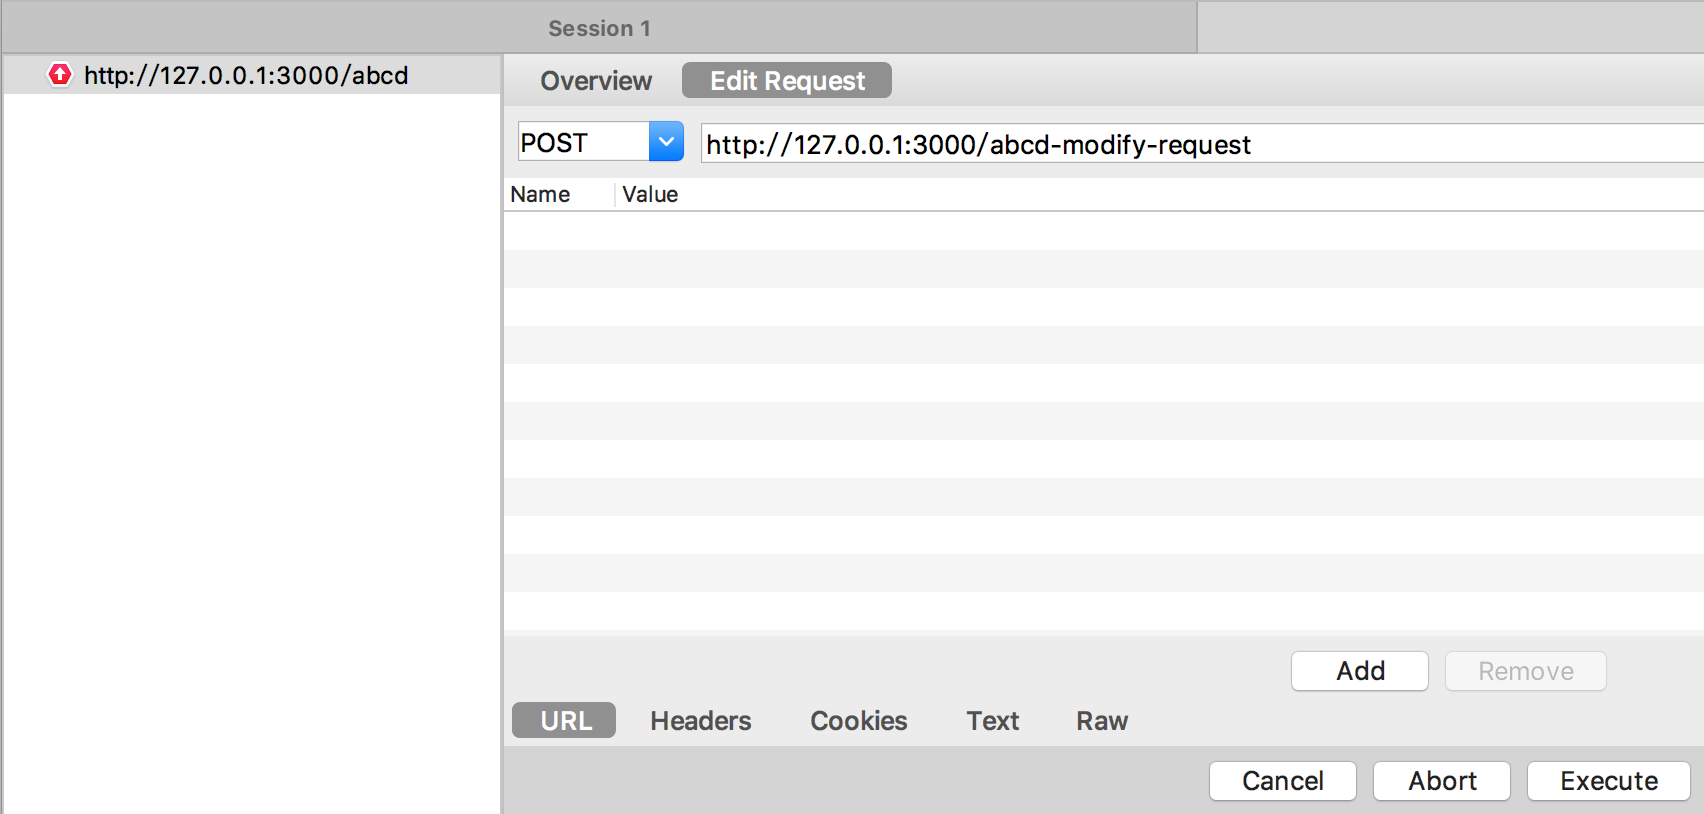 Session 1
http://127.0.0.1:3000/abcd
Overview Edit Request
POST http://127.0.0.1:3000/abcd-modify-request
Name Value
Add Remove
URL Headers Cookies Text Raw
Cancel Abort Execute